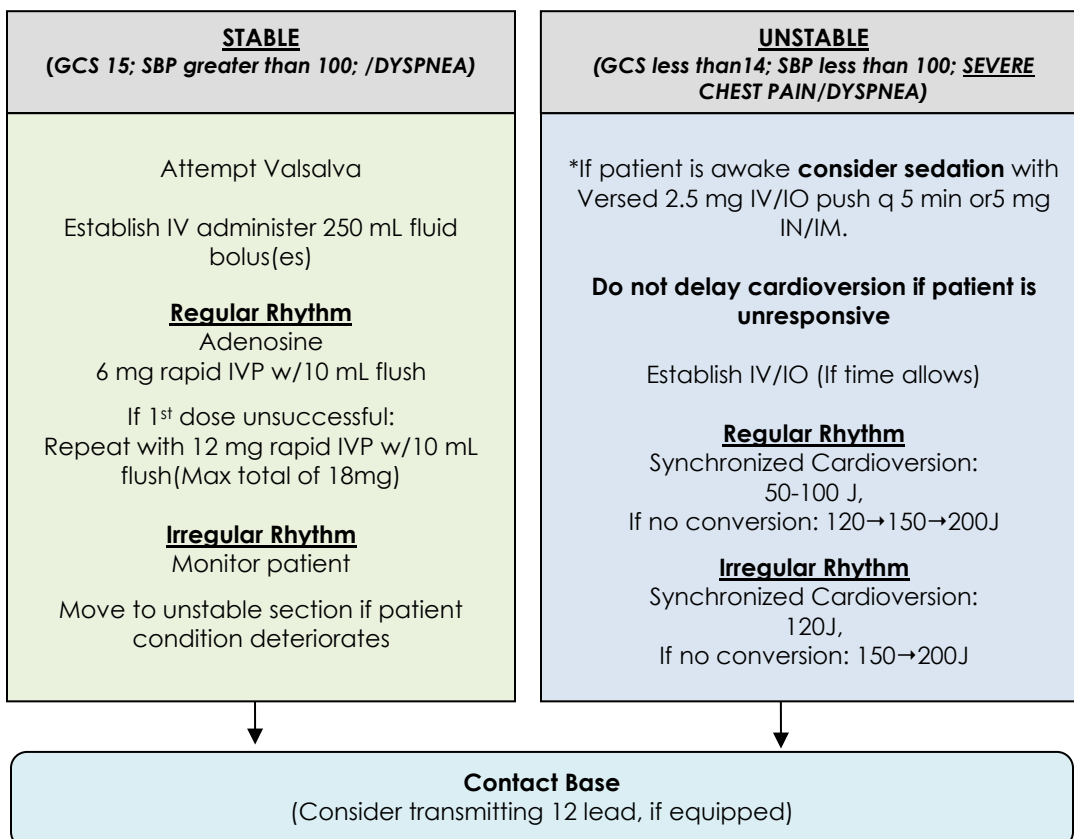 STABLE
(GCS 15; SBP greater than 100; /DYSPNEA)
Attempt Valsalva
Establish IV administer 250 mL fluid
bolus(es)
Regular Rhythm
Adenosine
6 mg rapid IVP w/10 mL flush
If 1st dose unsuccessful:
Repeat with 12 mg rapid IVP w/10 mL
flush(Max total of 18mg)
Irregular Rhythm
Monitor patient
Move to unstable section if patient
condition deteriorates
UNSTABLE
(GCS less than14; SBP less than 100; SEVERE
CHEST PAIN/DYSPNEA)
*If patient is awake consider sedation with
Versed 2.5 mg IV/IO push q 5 min or5 mg
IN/IM.
Do not delay cardioversion if patient is
unresponsive
Establish IV/IO (If time allows)
Regular Rhythm
Synchronized Cardioversion:
50-100 J,
If no conversion: 120→150→200J
Irregular Rhythm
Synchronized Cardioversion:
120J,
If no conversion: 150→200J
Contact Base
(Consider transmitting 12 lead, if equipped)